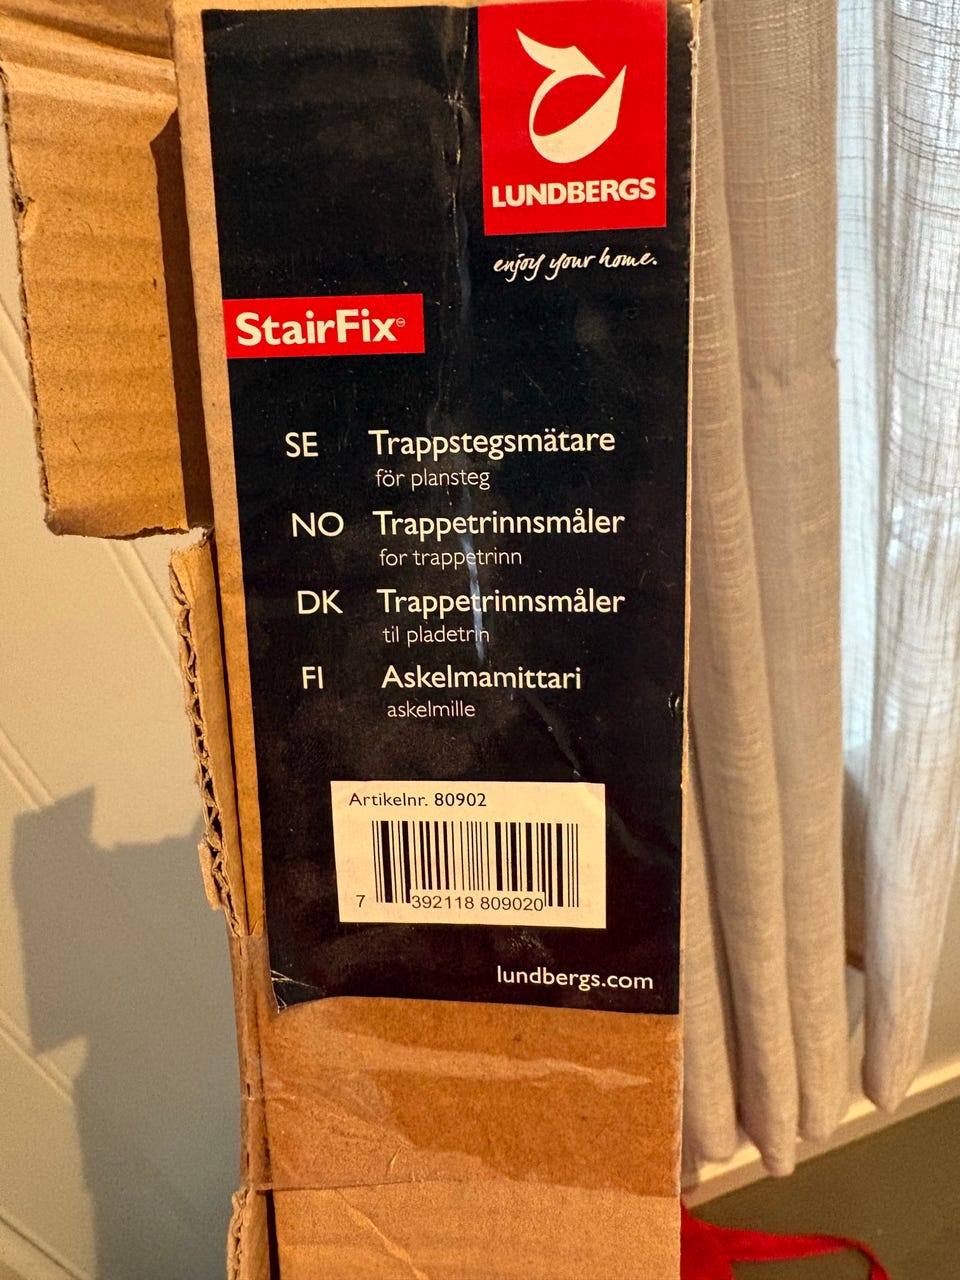 LUNDBERGS
enjoy your home.
StairFix
SE Trappstegsmätare
för plansteg
NO Trappetrinnsmåler
for trappetrinn
DK Trappetrinnsmåler
til pladetrin
FI Askelmamittari
askelmille
Artikelnr. 80902
7 392118 809020
lundbergs.com